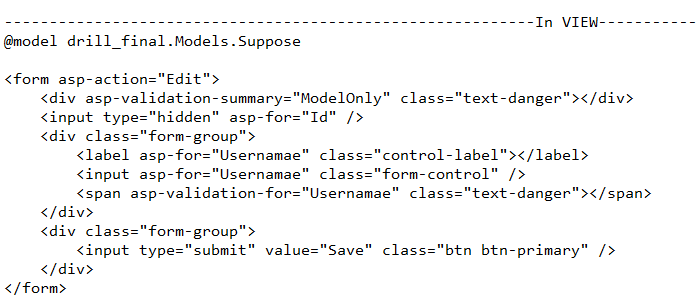 -----------------------------------------------------------In VIEW-----------
@model drill_final.Models.Suppose
<form asp-action="Edit">
<div asp-validation-summary="ModelOnly" class="text-danger"></div>
<input type="hidden" asp-for="Id" />
<div class="form-group">
<label asp-for="Usernamae" class="control-label"></label>
<input asp-for="Usernamae" class="form-control" />
<span asp-validation-for="Usernamae" class="text-danger"></span>
</div>
<div class="form-group">
<input type="submit" value="Save" class="btn btn-primary" />
</div>
</form>